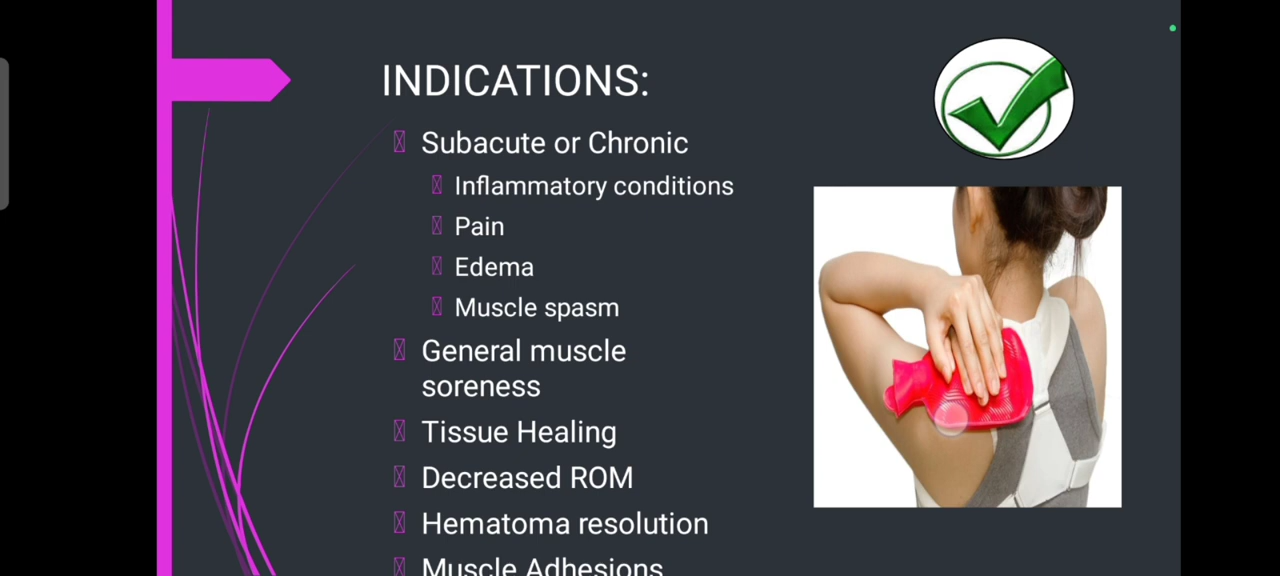 INDICATIONS:
Subacute or Chronic
Inflammatory conditions
Pain
Edema
Muscle spasm
General muscle
soreness
Tissue Healing
Decreased ROM
Hematoma resolution
Muscle Adhesions